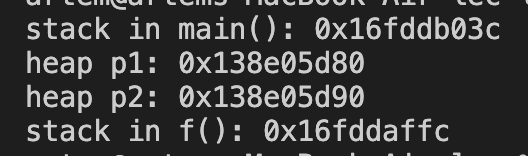 stack in main(): 0x16fddb03c
heap p1: 0x138e05d80
heap p2: 0x138e05d90
stack in f(): 0x16fddaffc